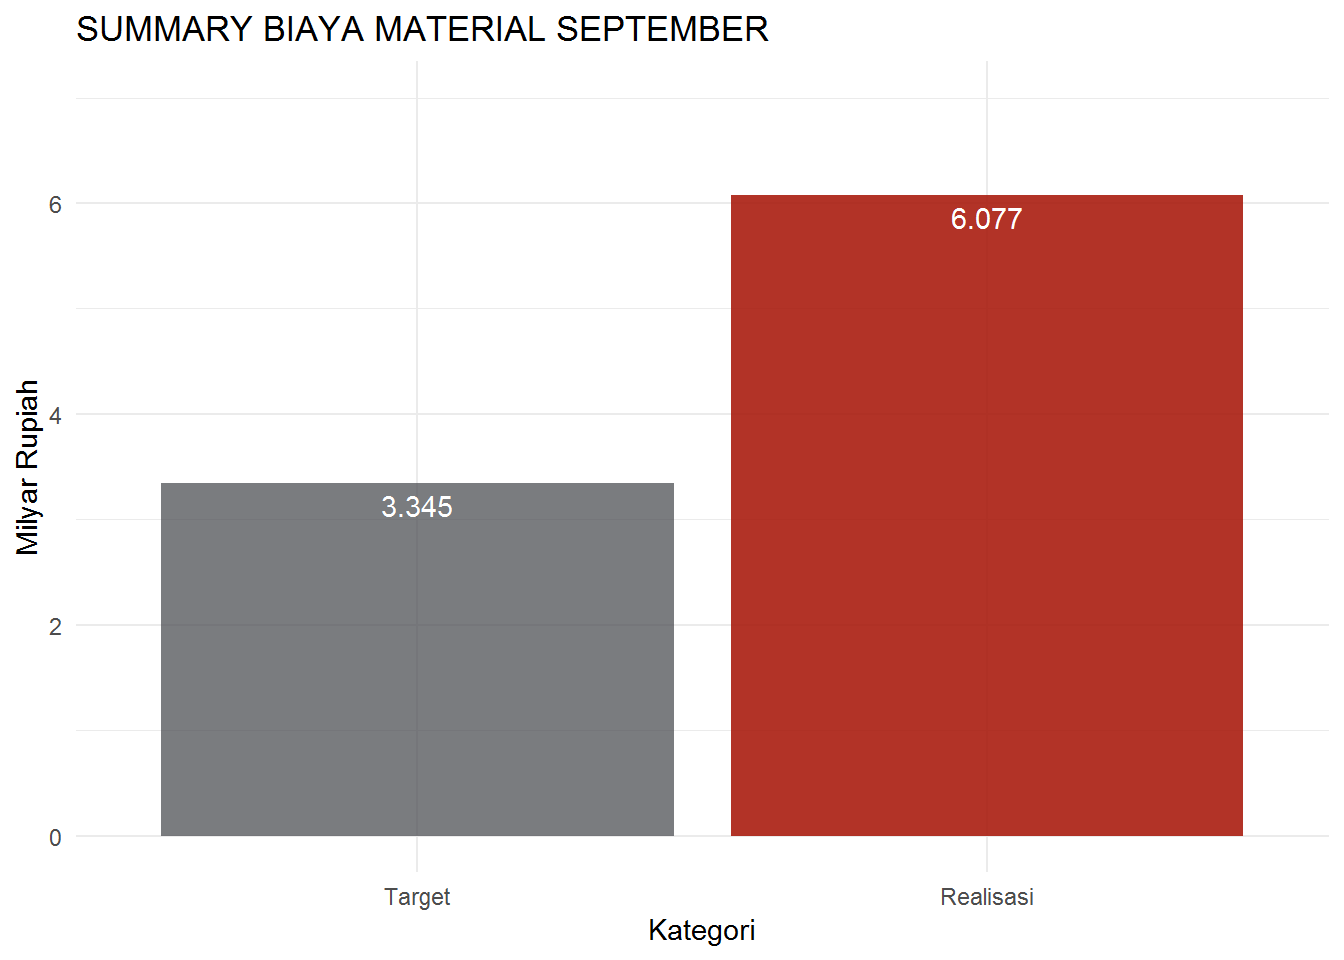 SUMMARY BIAYA MATERIAL SEPTEMBER
Milyar Rupiah
6
4
2
0
3.345
6.077
Target
Realisasi
Kategori